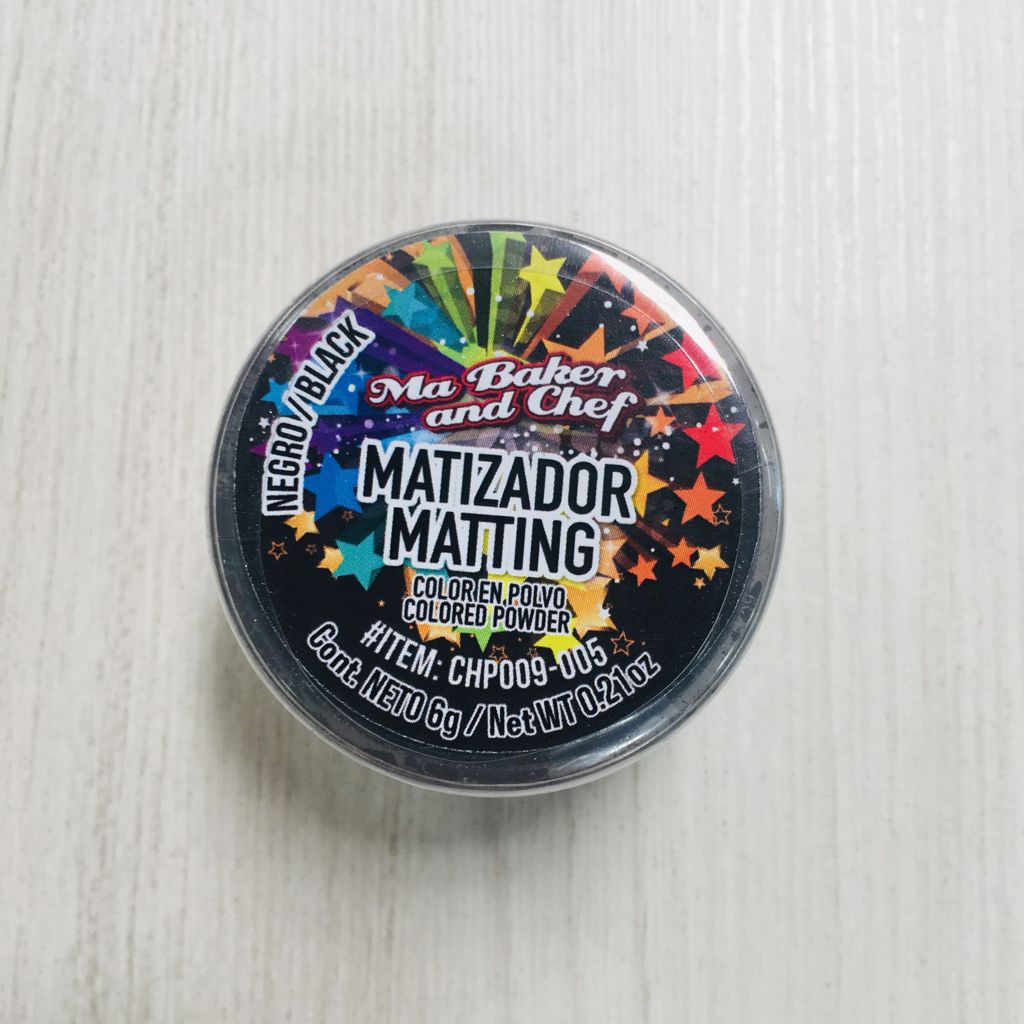 NEGRO//BLACK
Ma Baker
and Chef
MATIZADOR
MATTING
COLOR EN POLVO
COLORED POWDER
#ITEM: CHP009-005
Cont. NETO 6g / Net WT 0.21oz